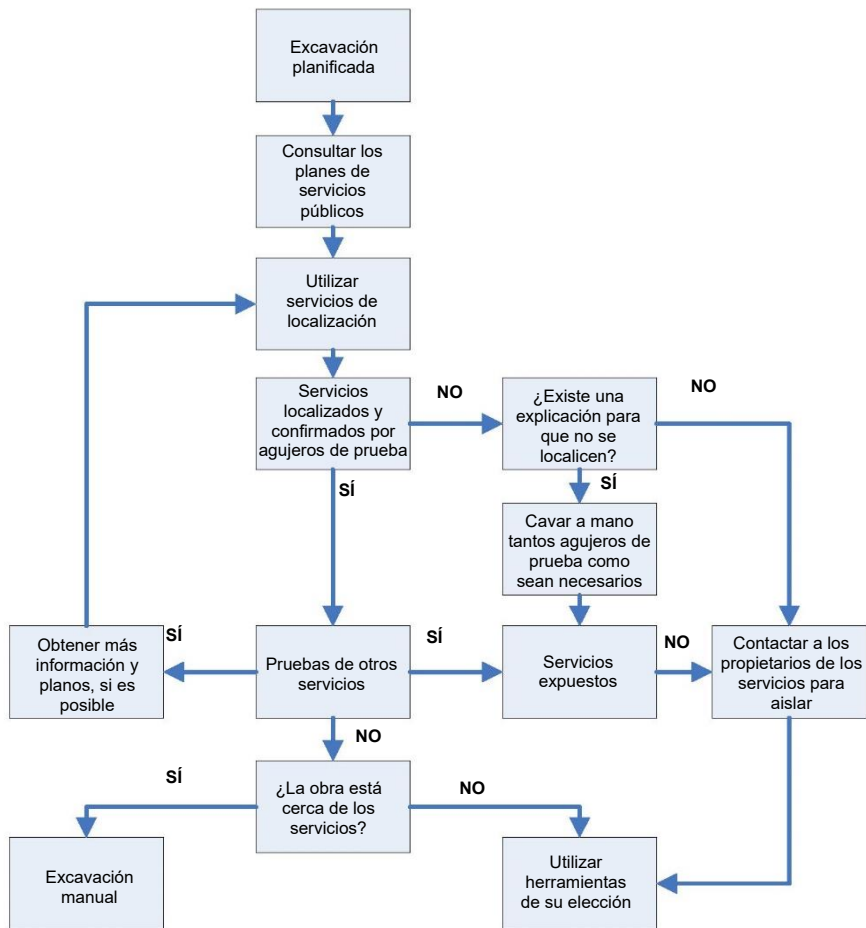 Excavación
planificada
Consultar los
planes de
servicios
públicos
Utilizar
servicios de
localización
Servicios
localizados y
confirmados por
agujeros de prueba
NO
¿Existe una
explicación para
que no se
localicen?
NO
SÍ
SÍ
Cavar a mano
tantos agujeros de
prueba como
sean necesarios
Obtener más
información y
planos, si es
posible
SÍ
Pruebas de otros
servicios
SÍ
Servicios
expuestos
NO
Contactar a los
propietarios de los
servicios para
aislar
NO
SÍ
¿La obra está
cerca de los
servicios?
NO
Excavación
manual
Utilizar
herramientas
de su elección